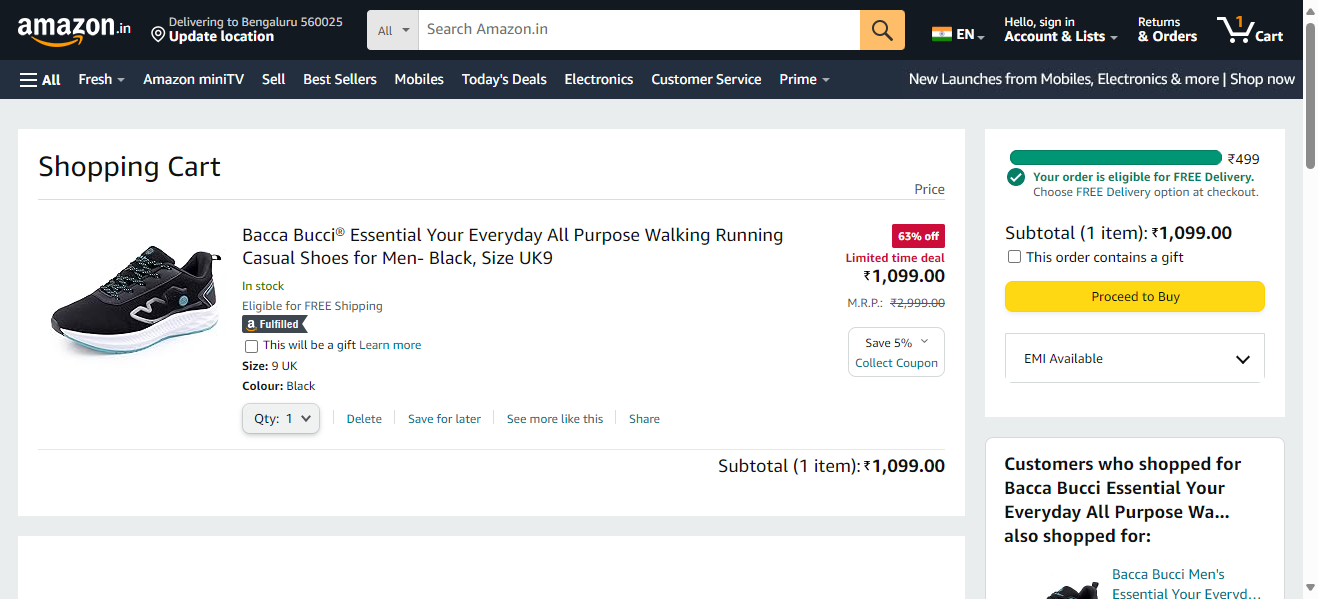 amazon.in
Delivering to Bengaluru 560025
Update location
All
Search Amazon.in
EN
Hello, sign in
Account & Lists
Returns
& Orders
1
Cart
All
Fresh
Amazon miniTV
Sell
Best Sellers
Mobiles
Today's Deals
Electronics
Customer Service
Prime
New Launches from Mobiles, Electronics & more | Shop now
Shopping Cart
Price
Bacca Bucci® Essential Your Everyday All Purpose Walking Running
Casual Shoes for Men- Black, Size UK9
In stock
Eligible for FREE Shipping
a Fulfilled
This will be a gift Learn more
Size: 9 UK
Colour: Black
Qty: 1
Delete
Save for later
See more like this
Share
63% off
Limited time deal
₹1,099.00
M.R.P.: ₹2,999.00
Save 5%
Collect Coupon
Subtotal (1 item): ₹1,099.00
₹499
Your order is eligible for FREE Delivery.
Choose FREE Delivery option at checkout.
Subtotal (1 item): ₹1,099.00
This order contains a gift
Proceed to Buy
EMI Available
Customers who shopped for
Bacca Bucci Essential Your
Everyday All Purpose Wa...
also shopped for:
Bacca Bucci Men's
Essential Your Everyd...